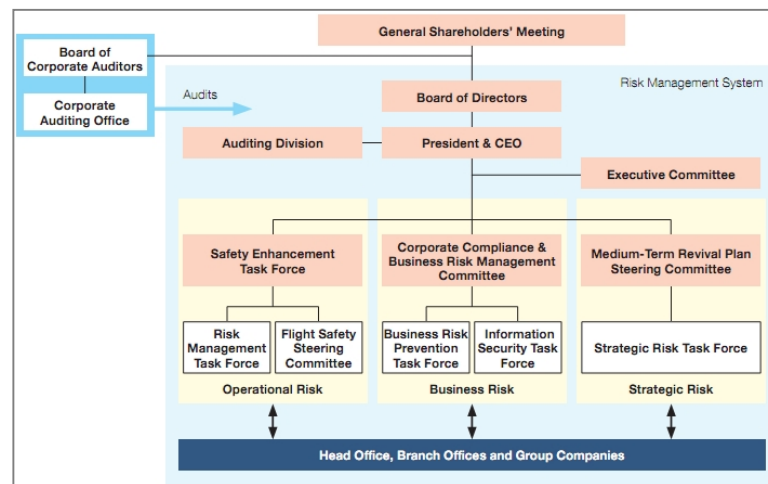 General Shareholders' Meeting
Board of
Corporate Auditors
Corporate
Auditing Office
Audits
Risk Management System
Board of Directors
Auditing Division
President & CEO
Executive Committee
Safety Enhancement
Task Force
Corporate Compliance &
Business Risk Management
Committee
Medium-Term Revival Plan
Steering Committee
Risk
Management
Task Force
Flight Safety
Steering
Committee
Business Risk
Prevention
Task Force
Information
Security Task
Force
Strategic Risk Task Force
Operational Risk
Business Risk
Strategic Risk
Head Office, Branch Offices and Group Companies